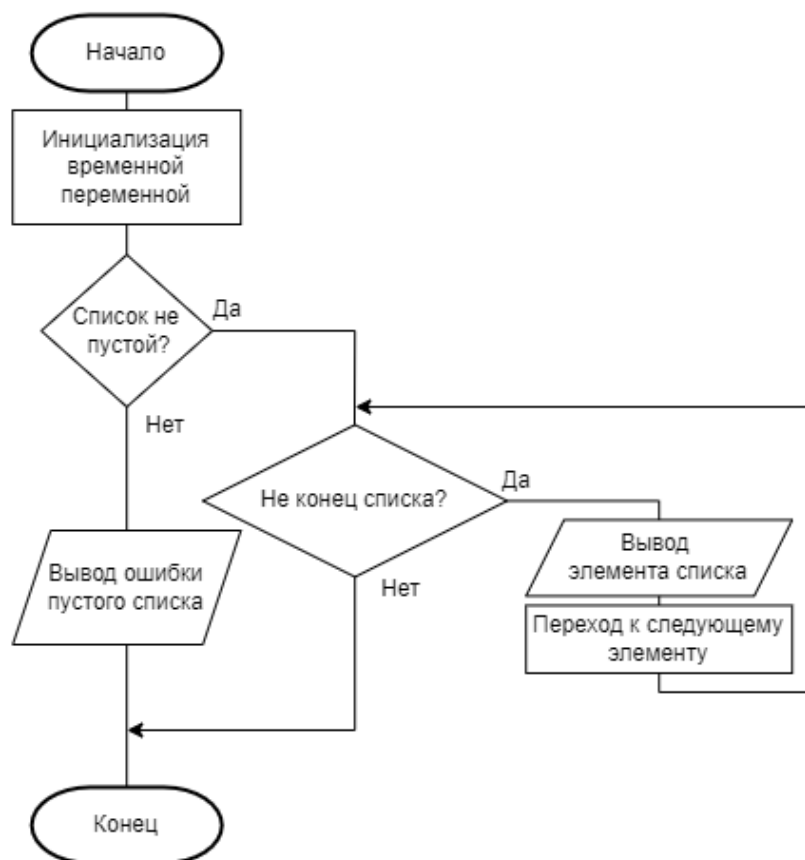 Начало
Инициализация
временной
переменной
Список не
пустой?
Да
Нет
Не конец списка?
Да
Нет
Вывод
элемента списка
Переход к следующему
элементу
Вывод ошибки
пустого списка
Конец